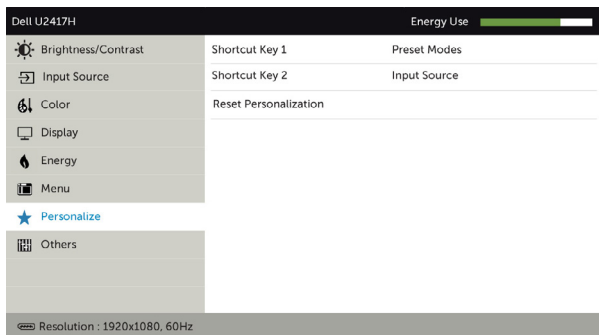 Dell U2417H Energy Use
Brightness/Contrast
Input Source
Color
Display
Energy
Menu
Personalize
Others
Shortcut Key 1 Preset Modes
Shortcut Key 2 Input Source
Reset Personalization
Resolution : 1920x1080, 60Hz